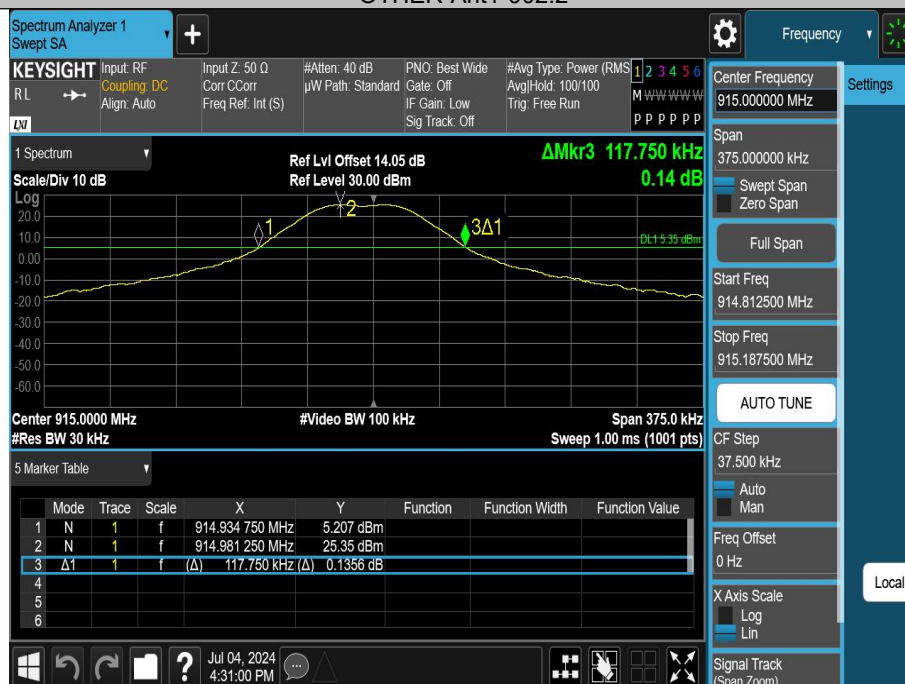 Spectrum Analyzer 1
Swept SA
+
Frequency
KEYSIGHT
RL
LXI
Input: RF
Coupling: DC
Align: Auto
Input Z: 50 Ω
Corr CCorr
Freq Ref: Int (S)
#Atten: 40 dB
µW Path: Standard
PNO: Best Wide
Gate: Off
IF Gain: Low
Sig Track: Off
#Avg Type: Power (RMS
Avg|Hold: 100/100
Trig: Free Run
1 2 3 4 5 6
M W W W W W
P P P P P P
1 Spectrum
Scale/Div 10 dB
Ref Lvl Offset 14.05 dB
Ref Level 30.00 dBm
ΔMkr3 117.750 kHz
0.14 dB
Log
20.0
10.0
0.00
-10.0
-20.0
-30.0
-40.0
-50.0
-60.0
1
2
3Δ1
DL1 5.35 dBm
Center 915.0000 MHz
#Video BW 100 kHz
Span 375.0 kHz
#Res BW 30 kHz
Sweep 1.00 ms (1001 pts)
5 Marker Table
Mode Trace Scale X Y Function Function Width Function Value
1 N 1 f 914.934 750 MHz 5.207 dBm
2 N 1 f 914.981 250 MHz 25.35 dBm
3 Δ1 1 f (Δ) 117.750 kHz (Δ) 0.1356 dB
4
5
6
?
Jul 04, 2024
4:31:00 PM
Center Frequency
915.000000 MHz
Settings
Span
375.000000 kHz
Swept Span
Zero Span
Full Span
Start Freq
914.812500 MHz
Stop Freq
915.187500 MHz
AUTO TUNE
CF Step
37.500 kHz
Auto
Man
Freq Offset
0 Hz
Local
X Axis Scale
Log
Lin
Signal Track
(Span Zoom)